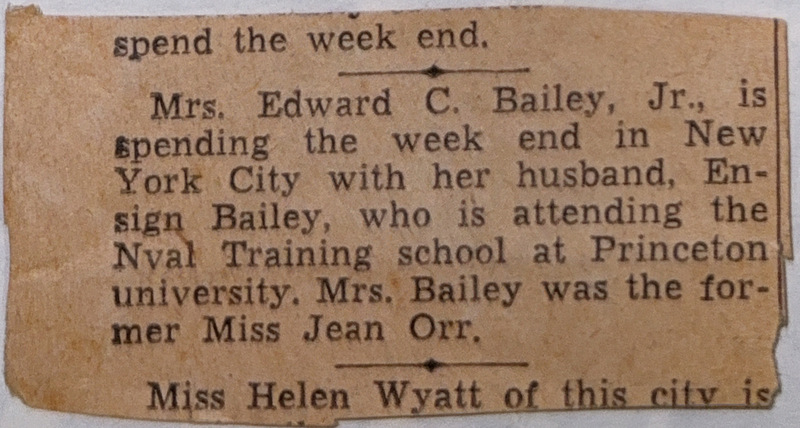 spend the week end.
Mrs. Edward C. Bailey, Jr., is
spending the week end in New
York City with her husband, En-
sign Bailey, who is attending the
Nval Training school at Princeton
university. Mrs. Bailey was the for-
mer Miss Jean Orr.
Miss Helen Wyatt of this city is